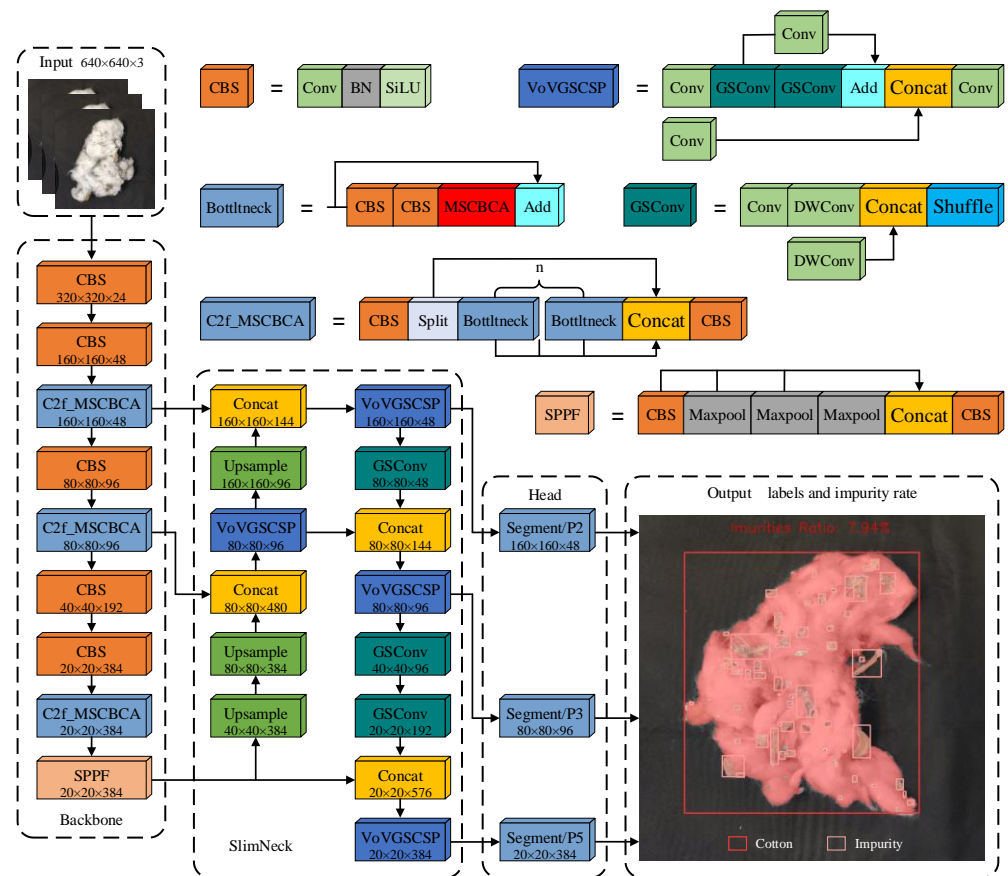 Input 640×640×3
CBS = Conv BN SiLU
VoVGSCSP = Conv GSConv GSConv Add Concat Conv
Conv
Conv
Bottltneck = CBS CBS MSCBCA Add
GSConv = Conv DWConv Concat Shuffle
DWConv
n
C2f_MSCBCA = CBS Split Bottltneck Bottltneck Concat CBS
SPPF = CBS Maxpool Maxpool Maxpool Concat CBS
CBS
320×320×24
CBS
160×160×48
C2f_MSCBCA
160×160×48
CBS
80×80×96
C2f_MSCBCA
80×80×96
CBS
40×40×192
CBS
20×20×384
C2f_MSCBCA
20×20×384
SPPF
20×20×384
Backbone
Concat
160×160×144
Upsample
160×160×96
VoVGSCSP
80×80×96
Concat
80×80×480
Upsample
80×80×384
Upsample
40×40×384
VoVGSCSP
160×160×48
GSConv
80×80×48
Concat
80×80×144
VoVGSCSP
80×80×96
GSConv
40×40×96
GSConv
20×20×192
Concat
20×20×576
VoVGSCSP
20×20×384
SlimNeck
Head
Segment/P2
160×160×48
Segment/P3
80×80×96
Segment/P5
20×20×384
Output labels and impurity rate
Imurities Ratio: 7.94%
Cotton
Impurity